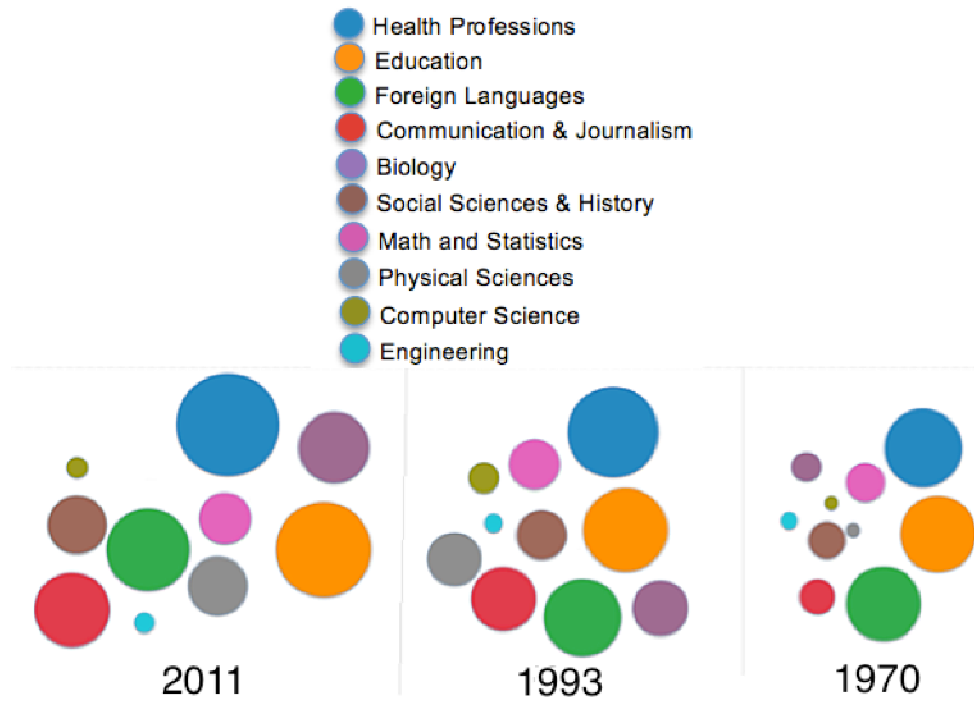 Health Professions
Education
Foreign Languages
Communication & Journalism
Biology
Social Sciences & History
Math and Statistics
Physical Sciences
Computer Science
Engineering
2011
1993
1970